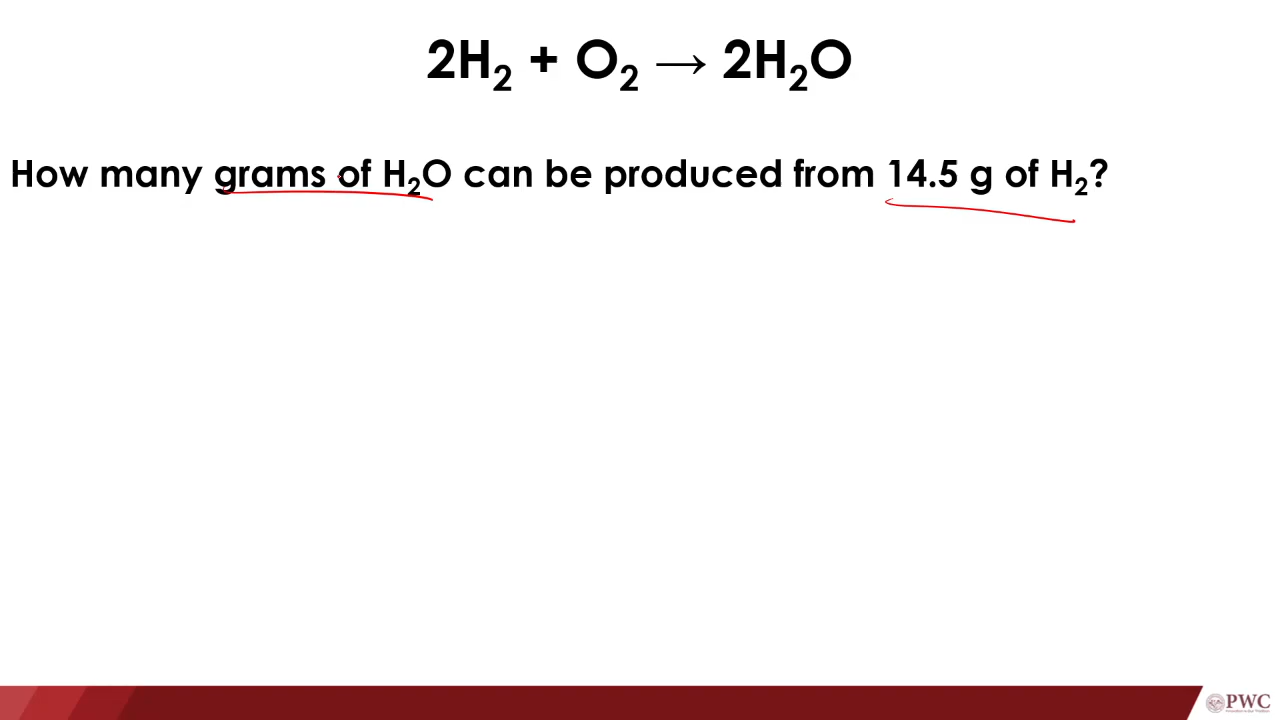 2H₂ + O₂ → 2H₂O
How many grams of H₂O can be produced from 14.5 g of H₂?
PWC